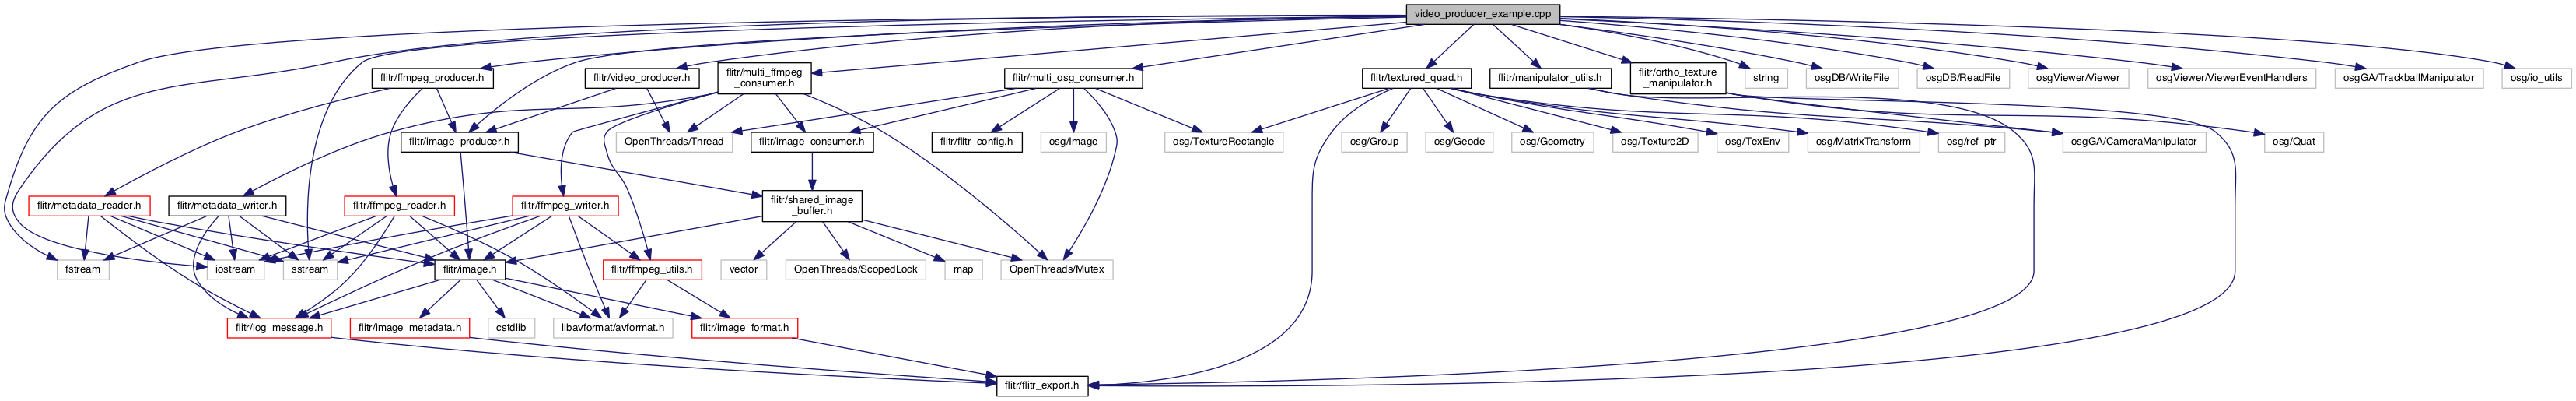 video_producer_example.cpp
flitr/ffmpeg_producer.h
flitr/video_producer.h
flitr/multi_ffmpeg
_consumer.h
flitr/multi_osg_consumer.h
flitr/textured_quad.h
flitr/manipulator_utils.h
flitr/ortho_texture
_manipulator.h
string
osgDB/WriteFile
osgDB/ReadFile
osgViewer/Viewer
osgViewer/ViewerEventHandlers
osgGA/TrackballManipulator
osg/io_utils
flitr/image_producer.h
OpenThreads/Thread
flitr/image_consumer.h
flitr/flitr_config.h
osg/Image
osg/TextureRectangle
osg/Group
osg/Geode
osg/Geometry
osg/Texture2D
osg/TexEnv
osg/MatrixTransform
osg/ref_ptr
osgGA/CameraManipulator
osg/Quat
flitr/metadata_reader.h
flitr/metadata_writer.h
flitr/ffmpeg_reader.h
flitr/ffmpeg_writer.h
flitr/shared_image
_buffer.h
fstream
iostream
sstream
flitr/image.h
flitr/ffmpeg_utils.h
vector
OpenThreads/ScopedLock
map
OpenThreads/Mutex
flitr/log_message.h
flitr/image_metadata.h
cstdlib
libavformat/avformat.h
flitr/image_format.h
flitr/flitr_export.h